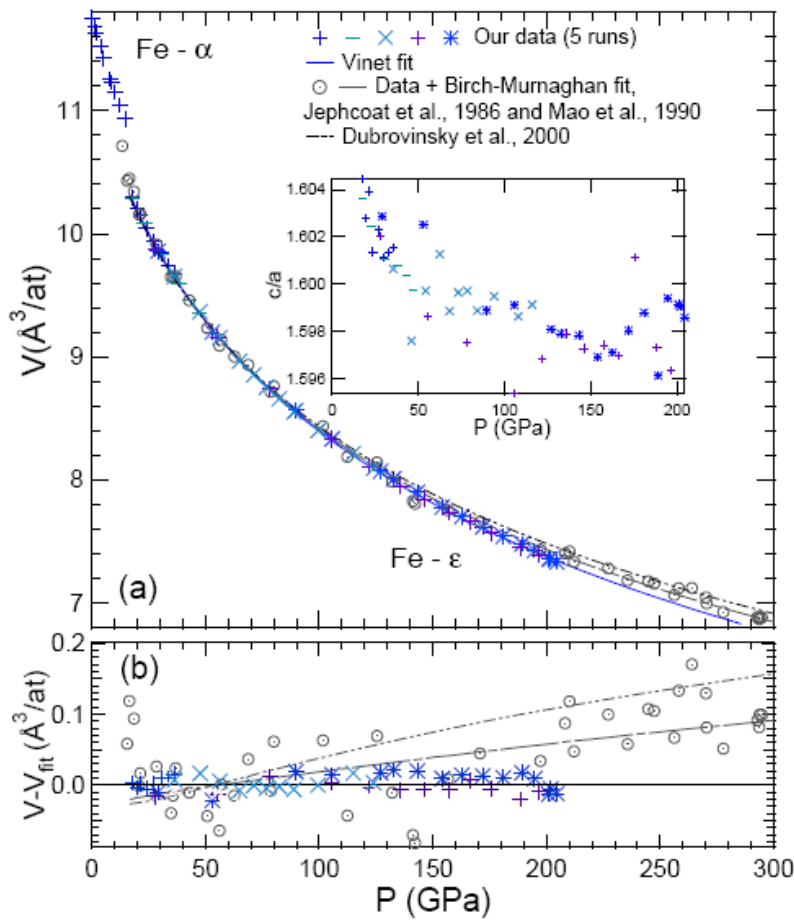 Fe - α
Our data (5 runs)
Vinet fit
Data + Birch-Murnaghan fit,
Jephcoat et al., 1986 and Mao et al., 1990
Dubrovinsky et al., 2000
11
10
9
8
7
V(Å³/at)
1.604
1.602
1.600
1.598
1.596
c/a
0 50 100 150 200
P (GPa)
Fe - ε
(a)
(b)
0.2
0.1
0.0
V-V_fit (Å³/at)
0 50 100 150 200 250 300
P (GPa)